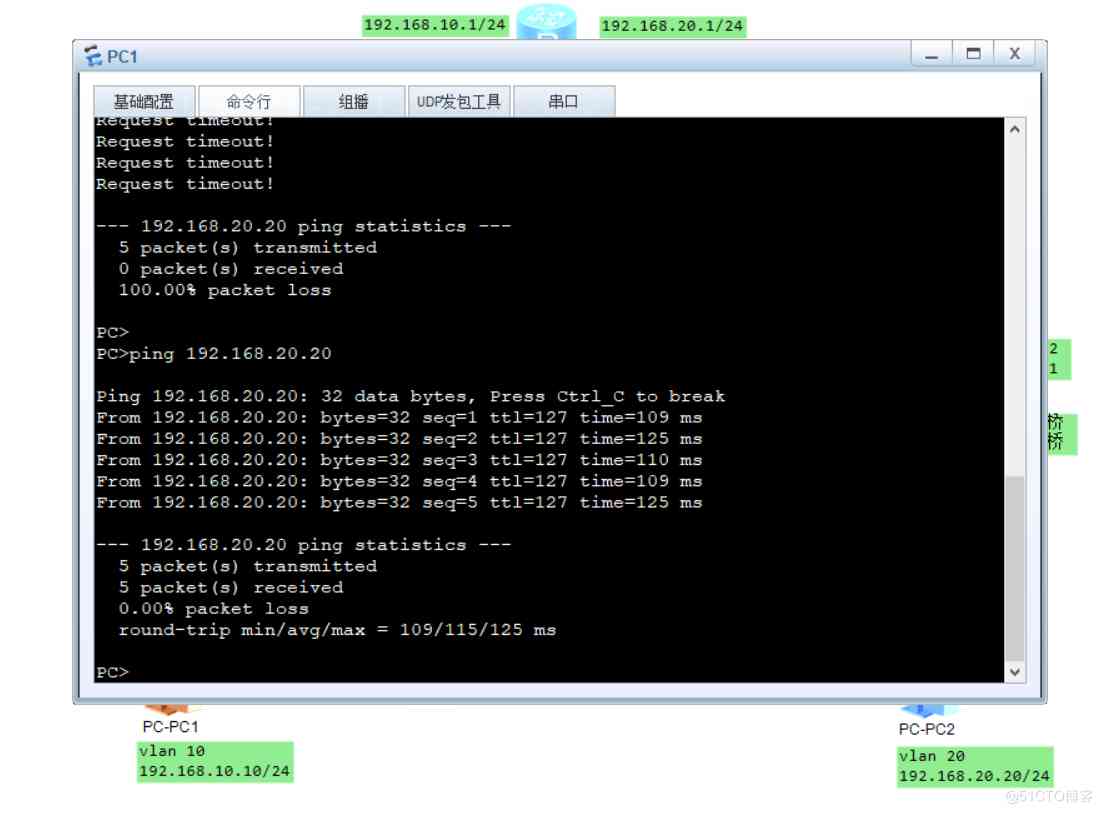 192.168.10.1/24
192.168.20.1/24
PC1
基础配置 命令行 组播 UDP发包工具 串口
Request timeout!
Request timeout!
Request timeout!
Request timeout!
--- 192.168.20.20 ping statistics ---
5 packet(s) transmitted
0 packet(s) received
100.00% packet loss
PC>
PC>ping 192.168.20.20
Ping 192.168.20.20: 32 data bytes, Press Ctrl_C to break
From 192.168.20.20: bytes=32 seq=1 ttl=127 time=109 ms
From 192.168.20.20: bytes=32 seq=2 ttl=127 time=125 ms
From 192.168.20.20: bytes=32 seq=3 ttl=127 time=110 ms
From 192.168.20.20: bytes=32 seq=4 ttl=127 time=109 ms
From 192.168.20.20: bytes=32 seq=5 ttl=127 time=125 ms
--- 192.168.20.20 ping statistics ---
5 packet(s) transmitted
5 packet(s) received
0.00% packet loss
round-trip min/avg/max = 109/115/125 ms
PC>
2
1
桥
桥
PC-PC1
vlan 10
192.168.10.10/24
PC-PC2
vlan 20
192.168.20.20/24
@51CTO博客